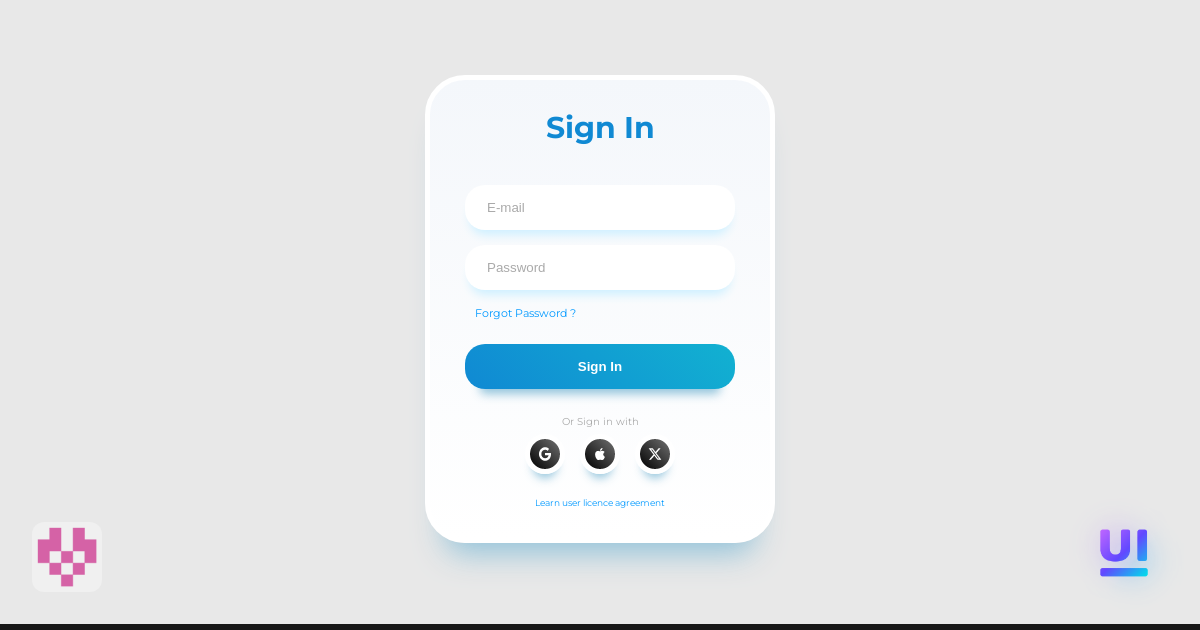 Sign In
E-mail
Password
Forgot Password ?
Sign In
Or Sign in with
Learn user licence agreement
UI